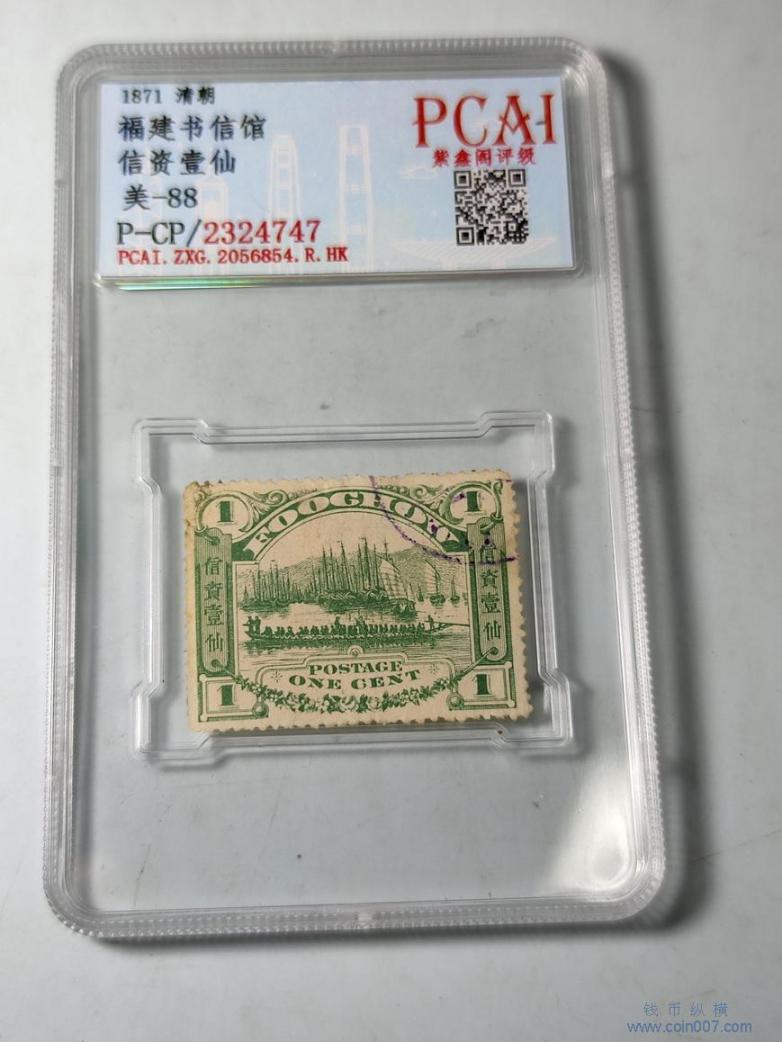 1871 清朝
福建书信馆
信资壹仙
美-88
P-CP/2324747
PCAI.ZXG.2056854.R.HK
PCAI
紫鑫阁评级
1
FOOCHOW
1
信資壹仙
信資壹仙
POSTAGE
ONE CENT
1
1
钱币纵横
www.coin007.com